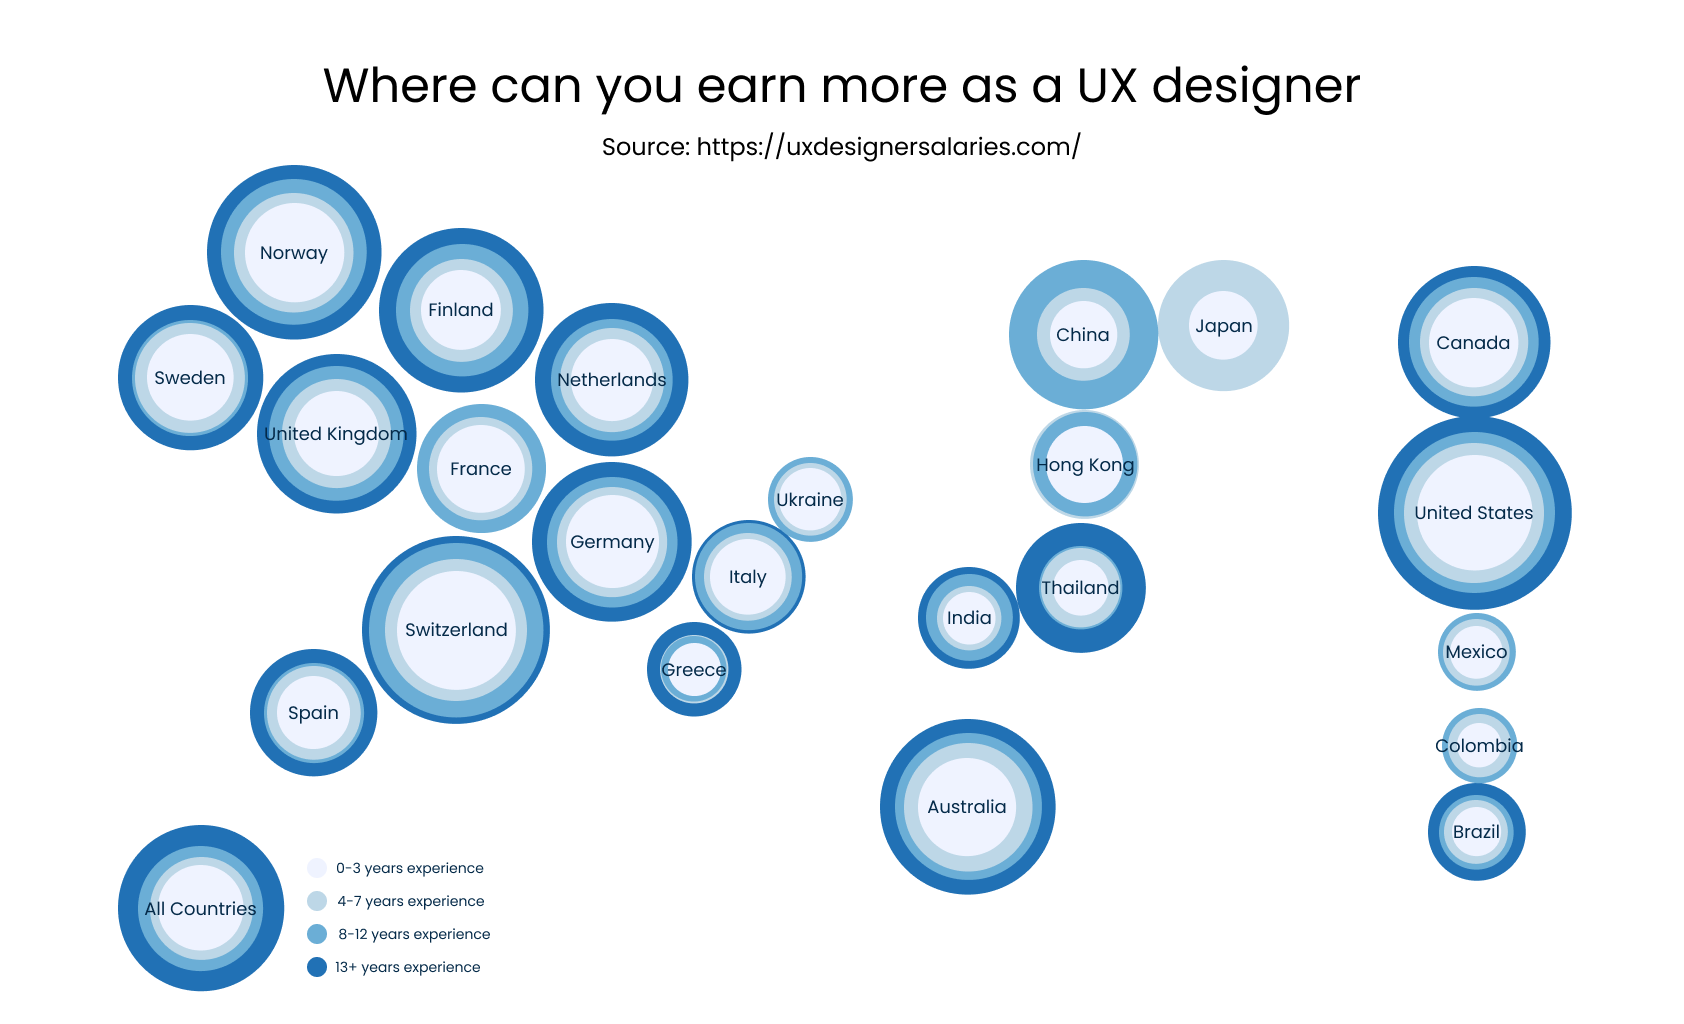 Where can you earn more as a UX designer
Source: https://uxdesignersalaries.com/
Norway
Finland
Sweden
Netherlands
United Kingdom
France
Ukraine
Germany
Italy
Switzerland
Greece
Spain
China
Japan
Hong Kong
Thailand
India
Australia
Canada
United States
Mexico
Colombia
Brazil
All Countries
0-3 years experience
4-7 years experience
8-12 years experience
13+ years experience